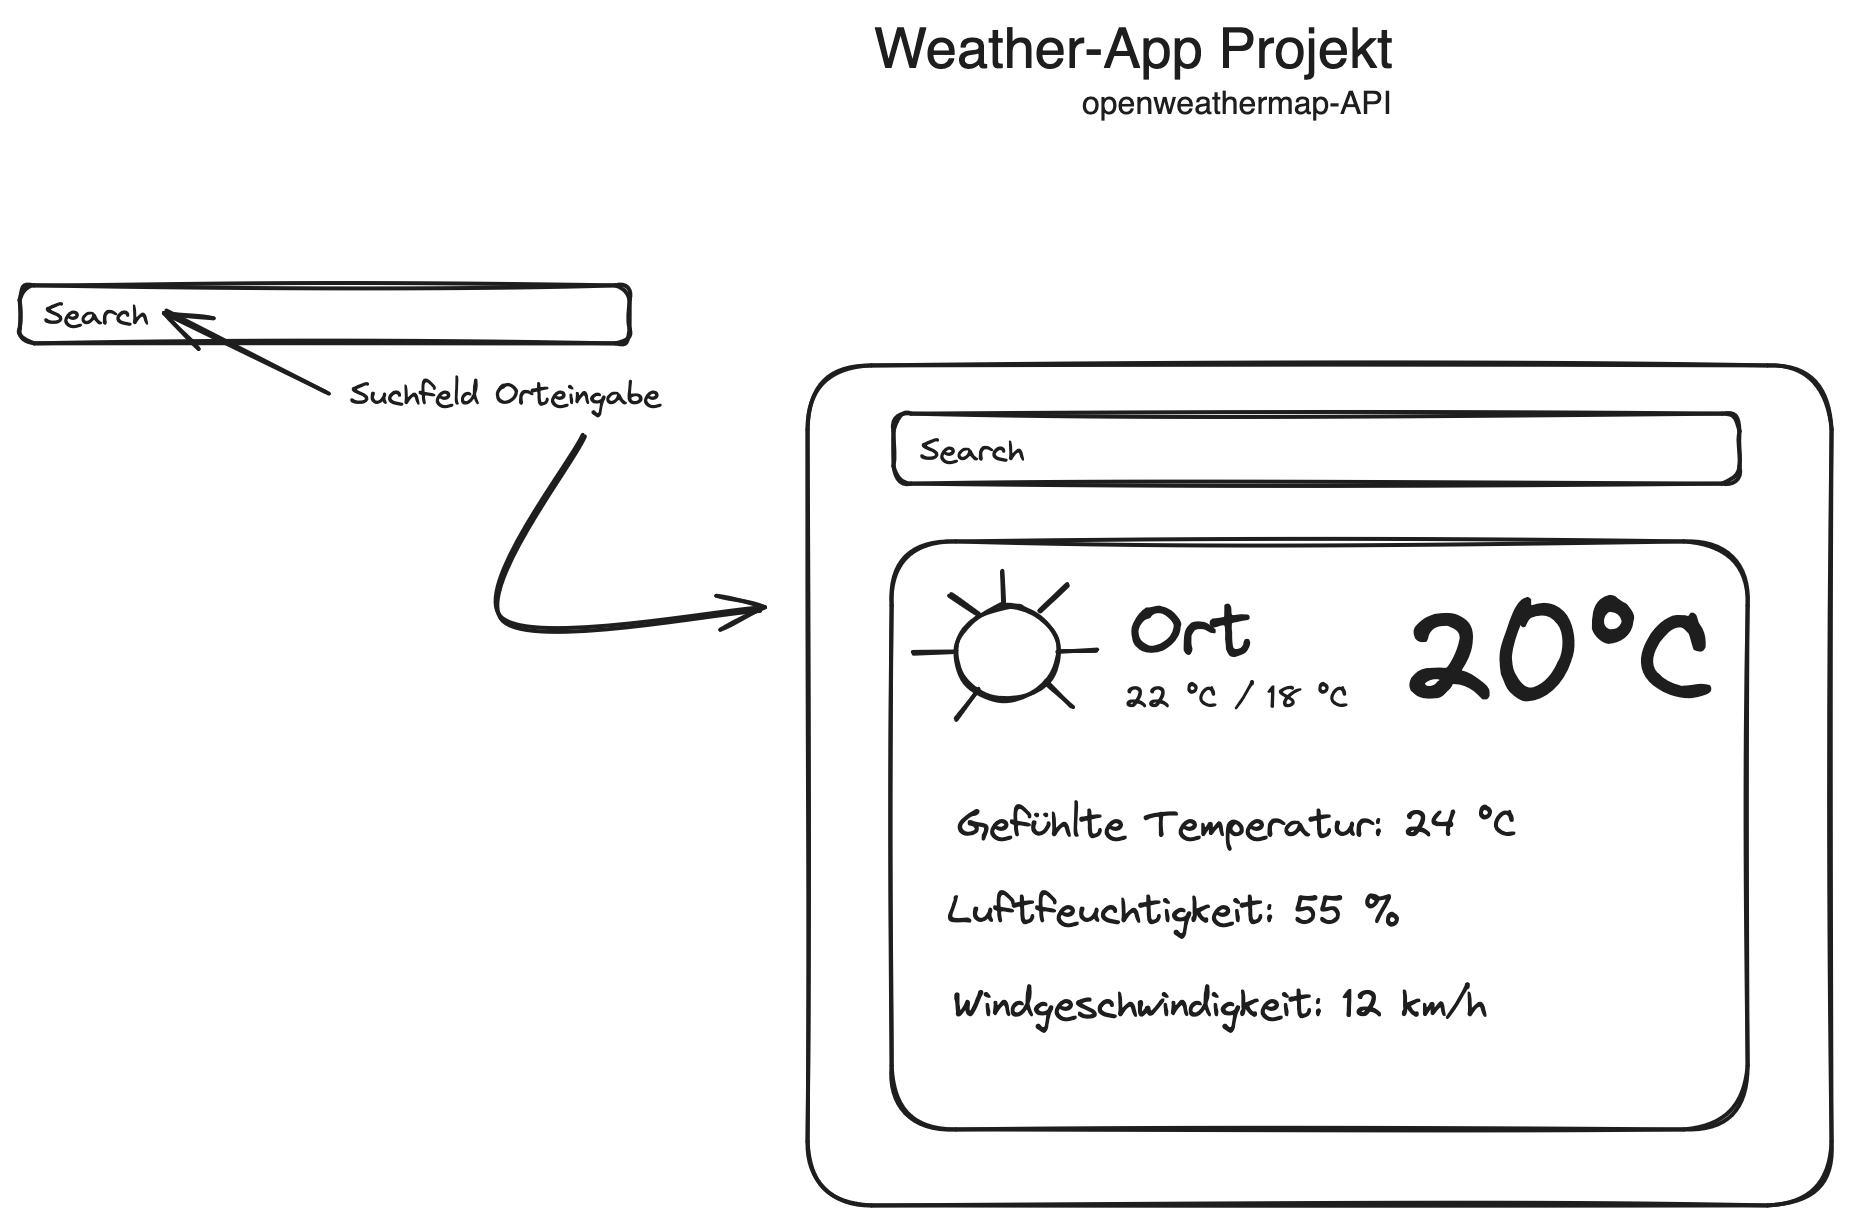 Weather-App Projekt
openweathermap-API
Search
Suchfeld Orteingabe
Search
Ort
20°C
22 °C / 18 °C
Gefühlte Temperatur: 24 °C
Luftfeuchtigkeit: 55 %
Windgeschwindigkeit: 12 km/h